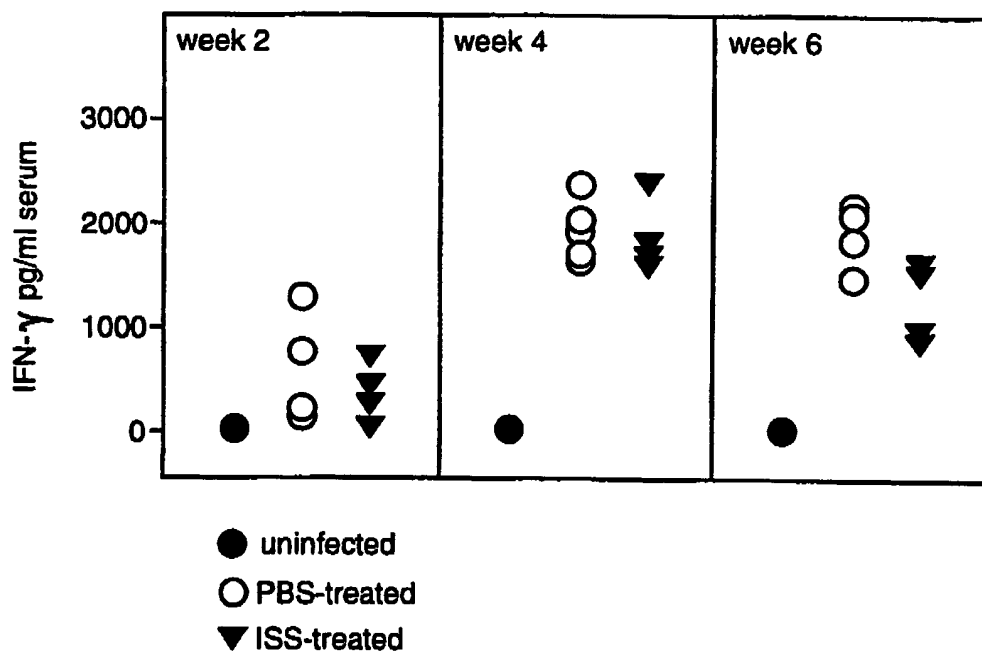 week 2
week 4
week 6
IFN-γ pg/ml serum
3000
2000
1000
0
uninfected
PBS-treated
ISS-treated